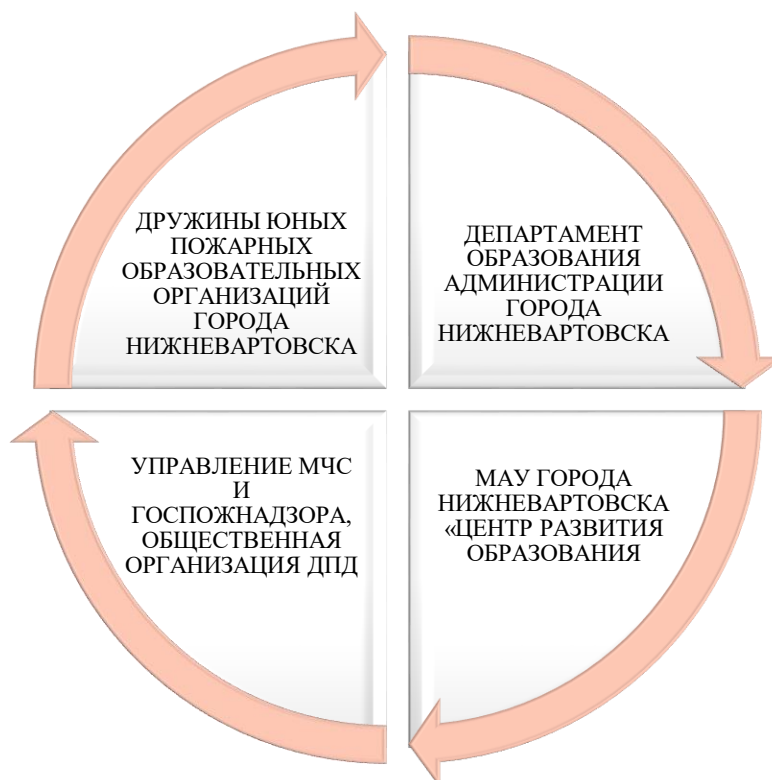 ДРУЖИНЫ ЮНЫХ
ПОЖАРНЫХ
ОБРАЗОВАТЕЛЬНЫХ
ОРГАНИЗАЦИЙ
ГОРОДА
НИЖНЕВАРТОВСКА
ДЕПАРТАМЕНТ
ОБРАЗОВАНИЯ
АДМИНИСТРАЦИИ
ГОРОДА
НИЖНЕВАРТОВСКА
УПРАВЛЕНИЕ МЧС
И
ГОСПОЖНАДЗОРА,
ОБЩЕСТВЕННАЯ
ОРГАНИЗАЦИЯ ДПД
МАУ ГОРОДА
НИЖНЕВАРТОВСКА
«ЦЕНТР РАЗВИТИЯ
ОБРАЗОВАНИЯ